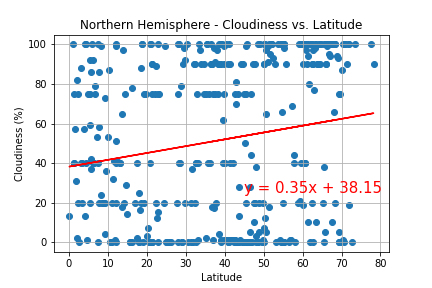 Northern Hemisphere - Cloudiness vs. Latitude
100
80
60
40
20
0
Cloudiness (%)
y = 0.35x + 38.15
0 10 20 30 40 50 60 70 80
Latitude